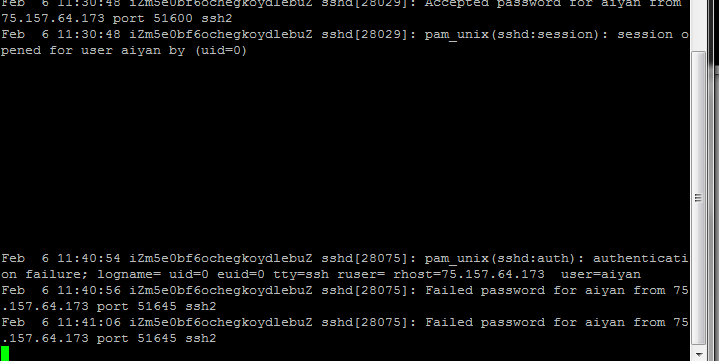 Feb  6 11:30:48 iZm5e0bf6ochegkoydlebuZ sshd[28029]: Accepted password for aiyan from
75.157.64.173 port 51600 ssh2
Feb  6 11:30:48 iZm5e0bf6ochegkoydlebuZ sshd[28029]: pam_unix(sshd:session): session o
pened for user aiyan by (uid=0)
Feb  6 11:40:54 iZm5e0bf6ochegkoydlebuZ sshd[28075]: pam_unix(sshd:auth): authenticati
on failure; logname= uid=0 euid=0 tty=ssh ruser= rhost=75.157.64.173  user=aiyan
Feb  6 11:40:56 iZm5e0bf6ochegkoydlebuZ sshd[28075]: Failed password for aiyan from 75
.157.64.173 port 51645 ssh2
Feb  6 11:41:06 iZm5e0bf6ochegkoydlebuZ sshd[28075]: Failed password for aiyan from 75
.157.64.173 port 51645 ssh2